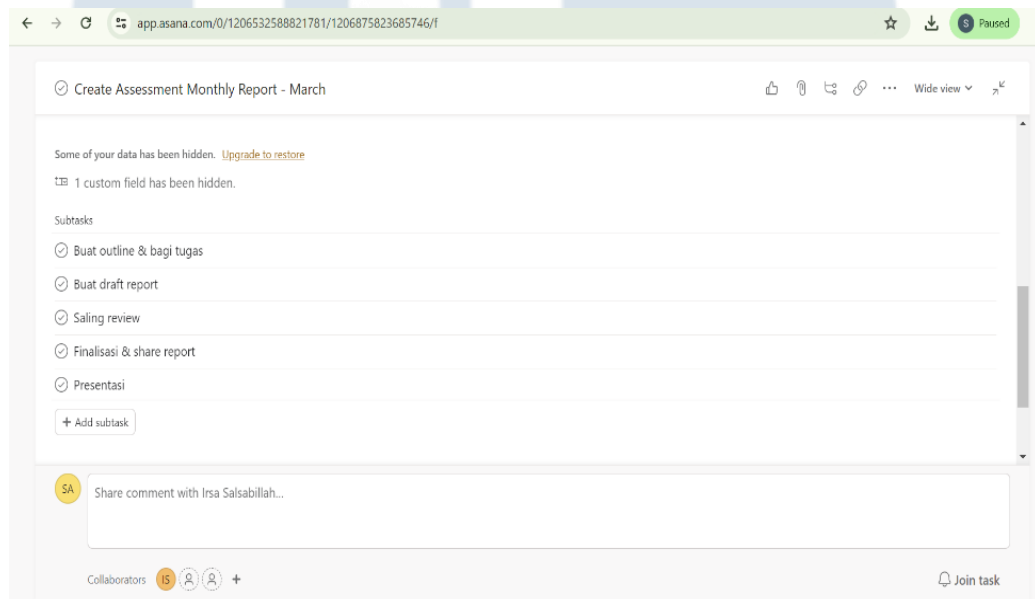 app.asana.com/0/1206532588821781/1206875823685746/f
S Paused
Create Assessment Monthly Report - March
Wide view
Some of your data has been hidden. Upgrade to restore
1 custom field has been hidden.
Subtasks
Buat outline & bagi tugas
Buat draft report
Saling review
Finalisasi & share report
Presentasi
+ Add subtask
SA
Share comment with Irsa Salsabillah...
Collaborators IS +
Join task